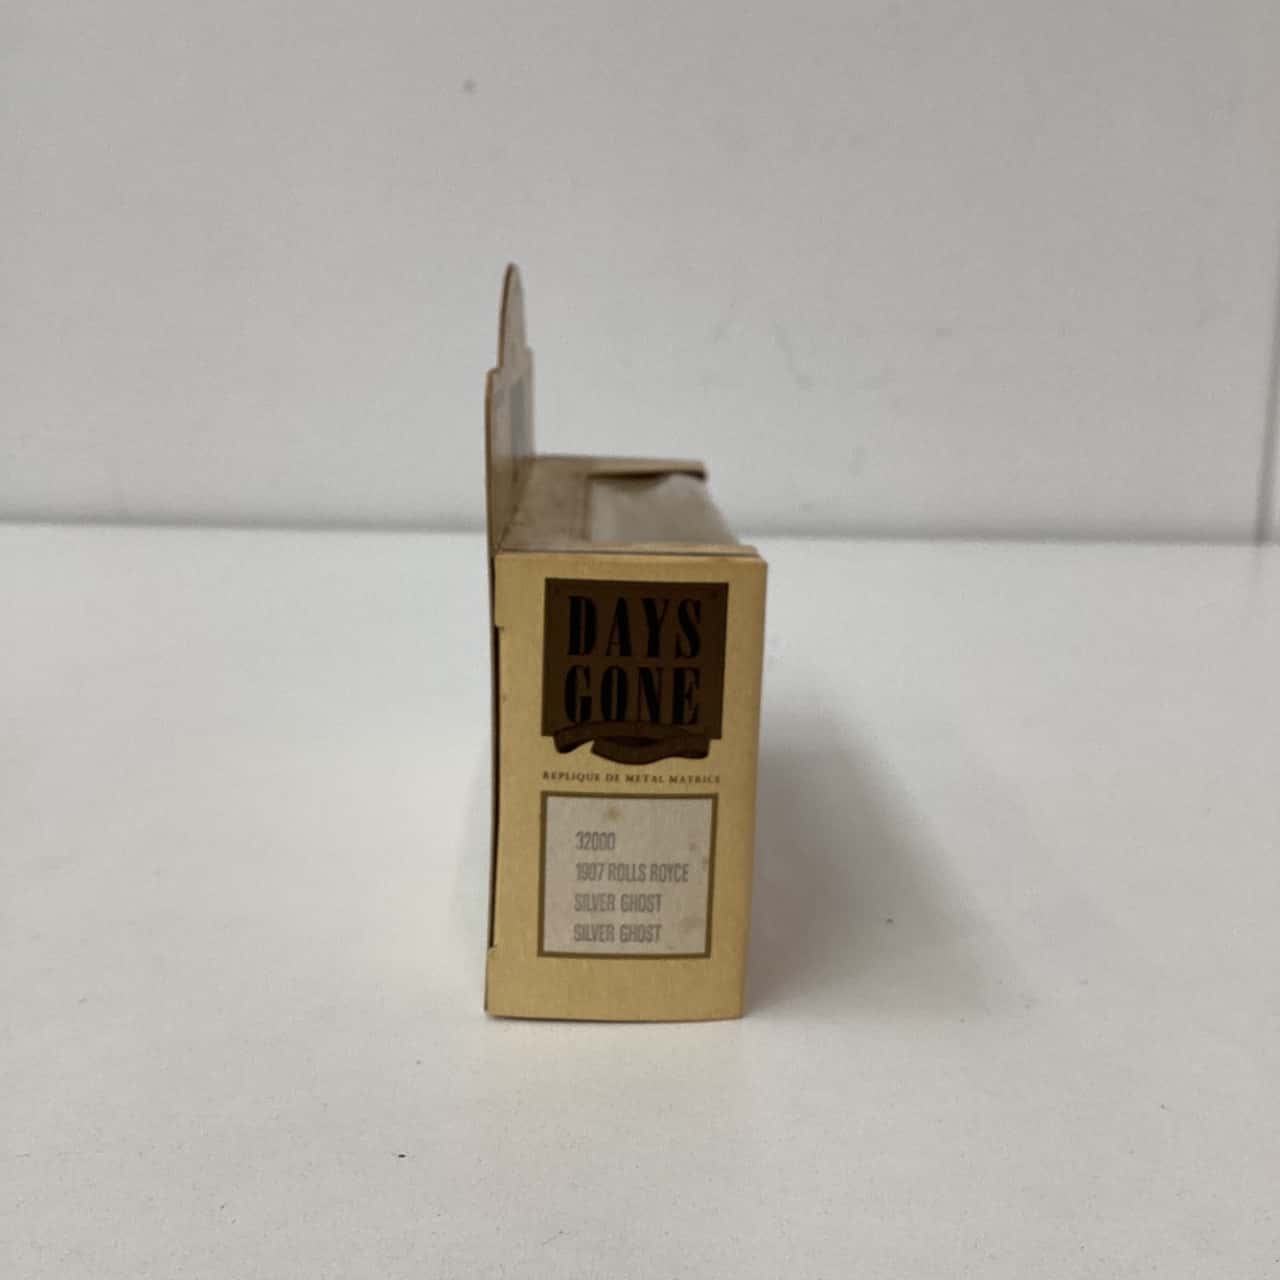 DAYS
GONE
REPLIQUE DE METAL MATRICE
32000
1907 ROLLS ROYCE
SILVER GHOST
SILVER GHOST